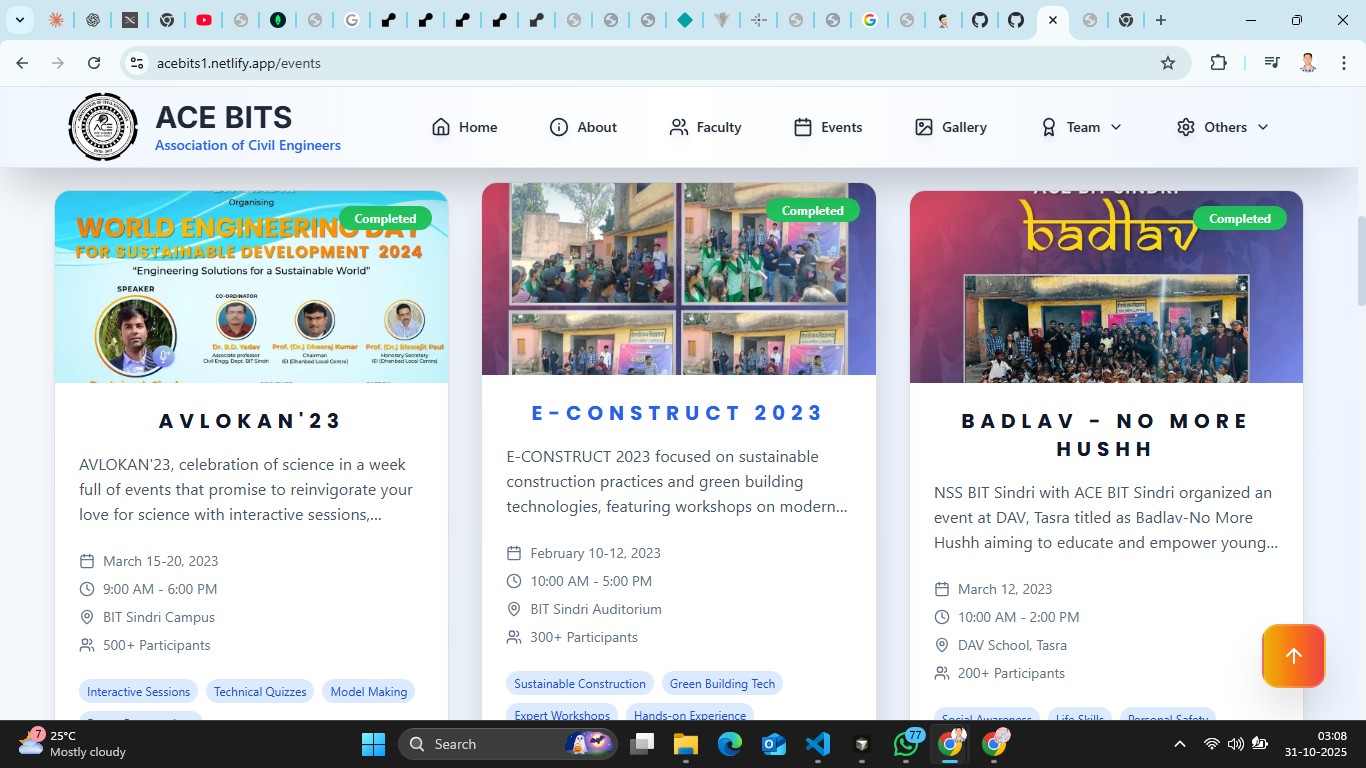 acebits1.netlify.app/events
ACE BITS
Association of Civil Engineers
Home
About
Faculty
Events
Gallery
Team
Others
Organising
WORLD ENGINEERING DAY
FOR SUSTAINABLE DEVELOPMENT 2024
"Engineering Solutions for a Sustainable World"
SPEAKER
CO-ORDINATOR
Dr. B.D. Yadav
Associate professor
Civil Engg. Dept. BIT Sindri
Prof. (Dr.) Dheeraj Kumar
Chairman
IEI (Dhanbad Local Centre)
Prof. (Dr.) Biswajit Paul
Honorary Secretary
IEI (Dhanbad Local Centre)
Completed
AVLOKAN'23
AVLOKAN'23, celebration of science in a week
full of events that promise to reinvigorate your
love for science with interactive sessions,...
March 15-20, 2023
9:00 AM - 6:00 PM
BIT Sindri Campus
500+ Participants
Interactive Sessions
Technical Quizzes
Model Making
Completed
E-CONSTRUCT 2023
E-CONSTRUCT 2023 focused on sustainable
construction practices and green building
technologies, featuring workshops on modern...
February 10-12, 2023
10:00 AM - 5:00 PM
BIT Sindri Auditorium
300+ Participants
Sustainable Construction
Green Building Tech
Expert Workshops
Hands-on Experience
ACE BIT SINDRI
badlav
Completed
BADLAV - NO MORE
HUSHH
NSS BIT Sindri with ACE BIT Sindri organized an
event at DAV, Tasra titled as Badlav-No More
Hushh aiming to educate and empower young...
March 12, 2023
10:00 AM - 2:00 PM
DAV School, Tasra
200+ Participants
Social Awareness
Life Skills
Personal Safety
7
25°C
Mostly cloudy
Search
77
03:08
31-10-2025